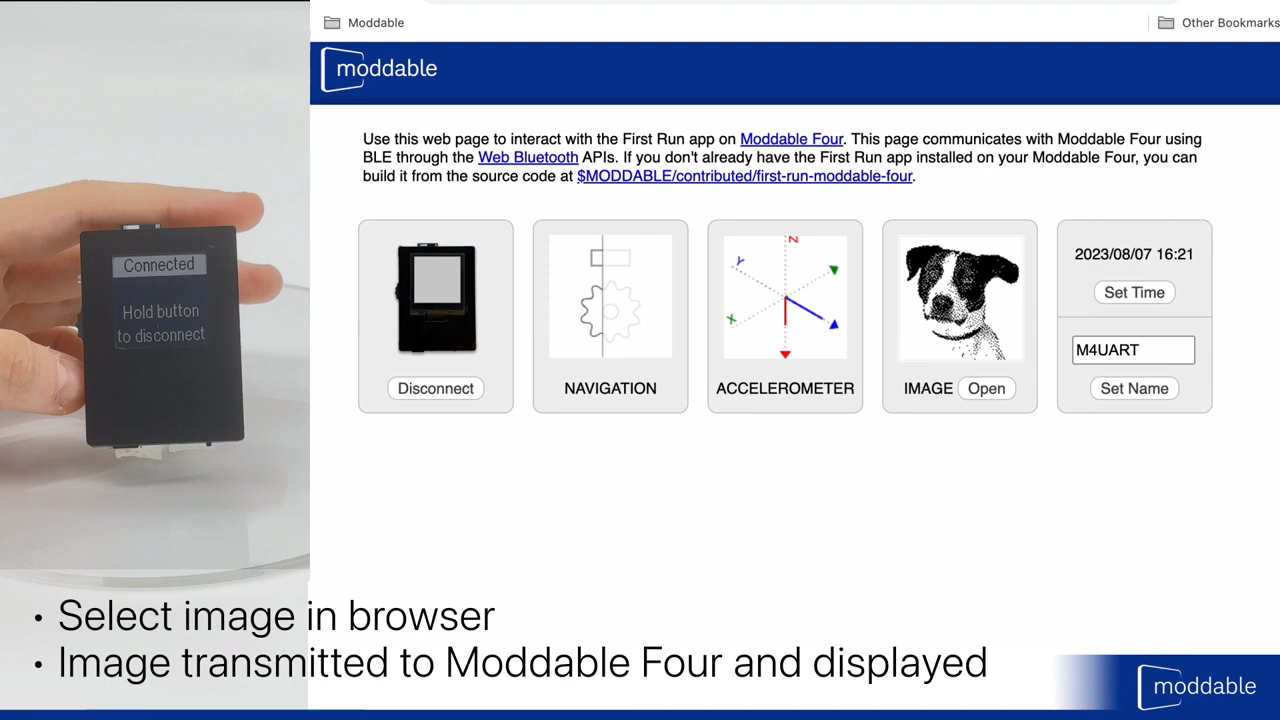 Moddable
Other Bookmarks
moddable
Use this web page to interact with the First Run app on Moddable Four. This page communicates with Moddable Four using
BLE through the Web Bluetooth APIs. If you don't already have the First Run app installed on your Moddable Four, you can
build it from the source code at $MODDABLE/contributed/first-run-moddable-four.
Connected
Hold button
to disconnect
Disconnect
NAVIGATION
Z
Y
X
ACCELEROMETER
IMAGE Open
2023/08/07 16:21
Set Time
M4UART
Set Name
• Select image in browser
• Image transmitted to Moddable Four and displayed
moddable